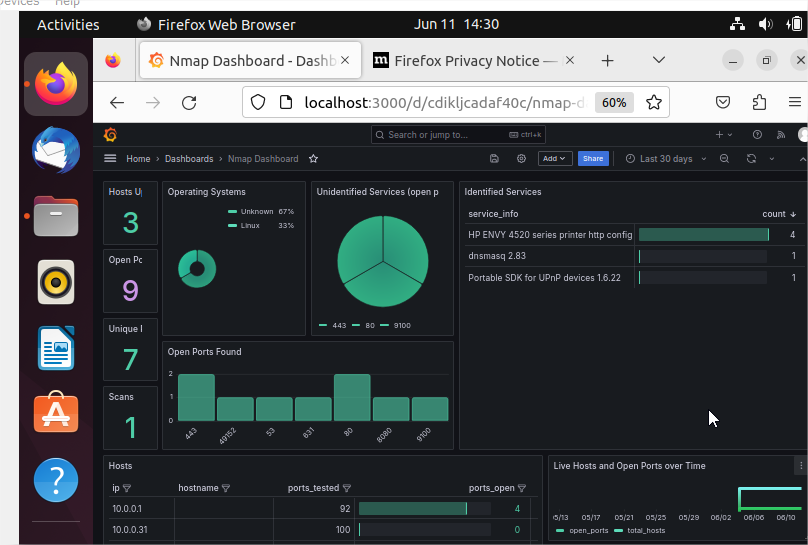 Devices Help
Activities Firefox Web Browser Jun 11 14:30
Nmap Dashboard - Dashb × Firefox Privacy Notice — ×
localhost:3000/d/cdikljcadaf40c/nmap-d 60%
Search or jump to... ctrl+k
Home › Dashboards › Nmap Dashboard Add Share Last 30 days
Hosts U
3
Open Po
9
Unique I
7
Scans
1
Operating Systems
Unknown 67%
Linux 33%
Unidentified Services (open p
443 80 9100
Identified Services
service_info count ↓
HP ENVY 4520 series printer http config 4
dnsmasq 2.83 1
Portable SDK for UPnP devices 1.6.22 1
Open Ports Found
2
1
0
443 49152 53 631 80 8080 9100
Hosts
ip hostname ports_tested ports_open
10.0.0.1 92 4
10.0.0.31 100 0
Live Hosts and Open Ports over Time
05/17 05/21 05/25 05/29 06/02 06/06 06/10
open_ports total_hosts